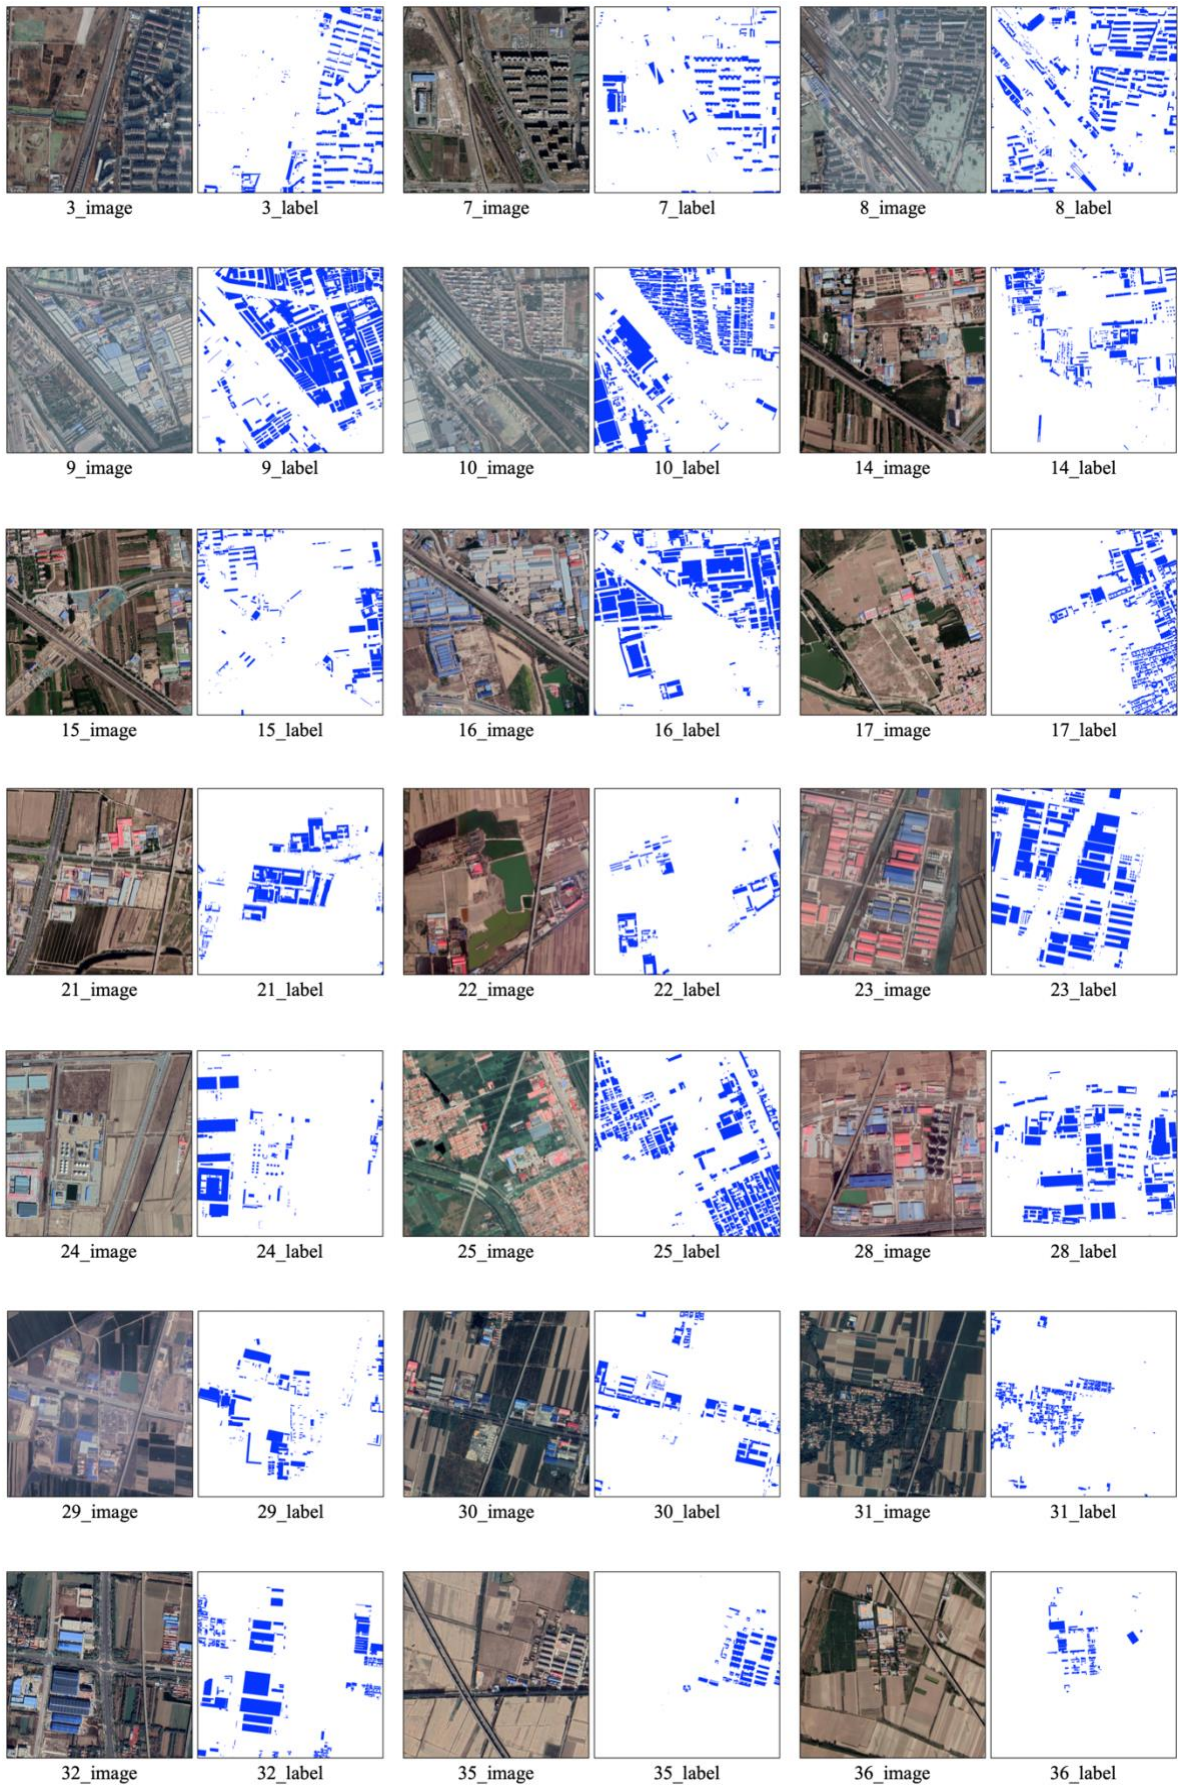 3_image 3_label 7_image 7_label 8_image 8_label
9_image 9_label 10_image 10_label 14_image 14_label
15_image 15_label 16_image 16_label 17_image 17_label
21_image 21_label 22_image 22_label 23_image 23_label
24_image 24_label 25_image 25_label 28_image 28_label
29_image 29_label 30_image 30_label 31_image 31_label
32_image 32_label 35_image 35_label 36_image 36_label